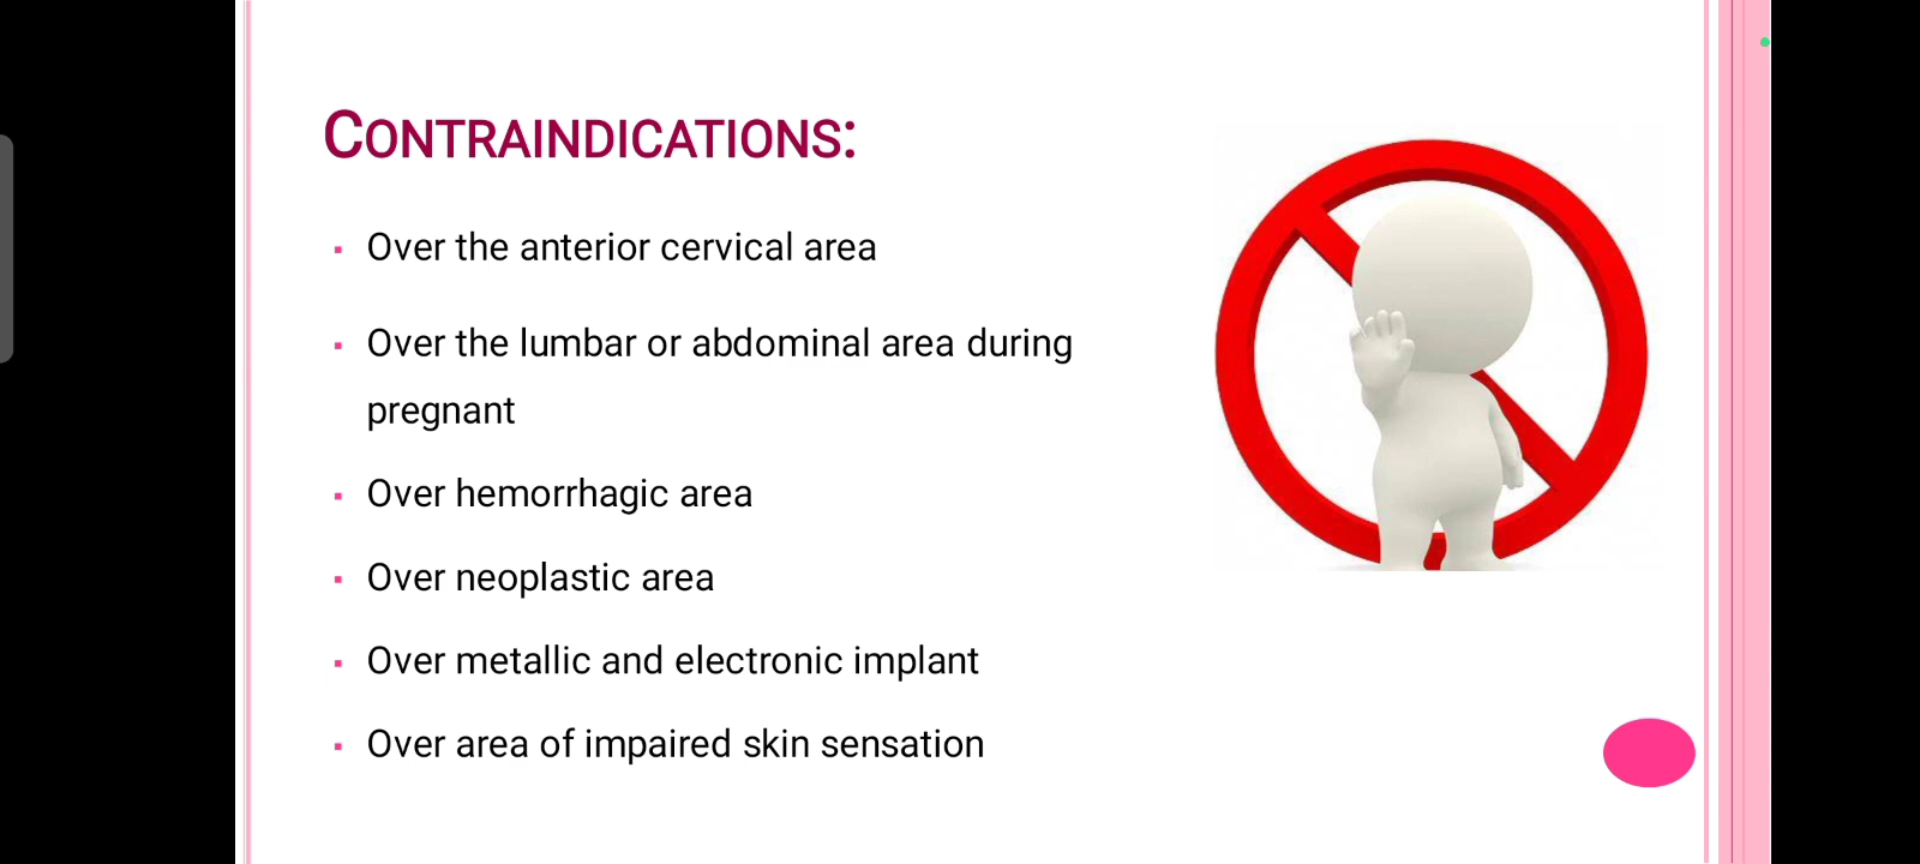 CONTRAINDICATIONS:
▪ Over the anterior cervical area
▪ Over the lumbar or abdominal area during
pregnant
▪ Over hemorrhagic area
▪ Over neoplastic area
▪ Over metallic and electronic implant
▪ Over area of impaired skin sensation